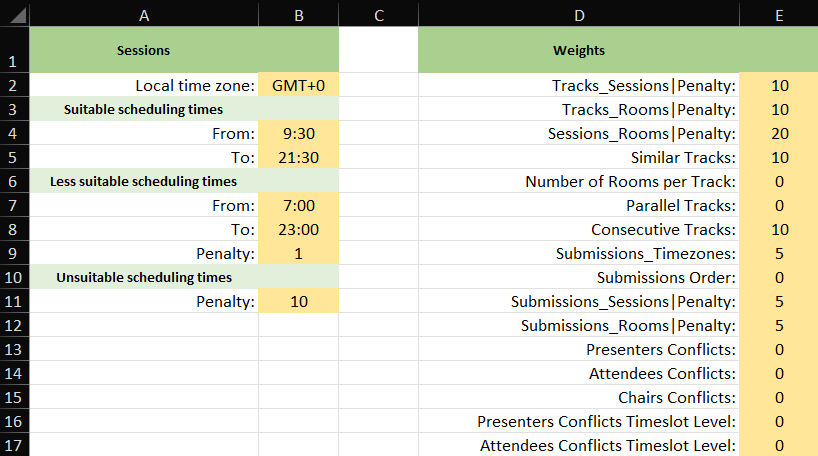 A B C D E
1 Sessions Weights
2 Local time zone: GMT+0 Tracks_Sessions|Penalty: 10
3 Suitable scheduling times Tracks_Rooms|Penalty: 10
4 From: 9:30 Sessions_Rooms|Penalty: 20
5 To: 21:30 Similar Tracks: 10
6 Less suitable scheduling times Number of Rooms per Track: 0
7 From: 7:00 Parallel Tracks: 0
8 To: 23:00 Consecutive Tracks: 10
9 Penalty: 1 Submissions_Timezones: 5
10 Unsuitable scheduling times Submissions Order: 0
11 Penalty: 10 Submissions_Sessions|Penalty: 5
12 Submissions_Rooms|Penalty: 5
13 Presenters Conflicts: 0
14 Attendees Conflicts: 0
15 Chairs Conflicts: 0
16 Presenters Conflicts Timeslot Level: 0
17 Attendees Conflicts Timeslot Level: 0